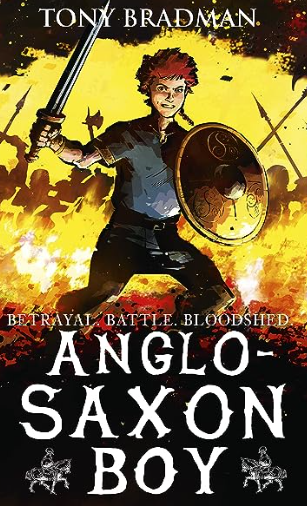 TONY BRADMAN
BETRAYAL. BATTLE. BLOODSHED.
ANGLO-
SAXON
BOY